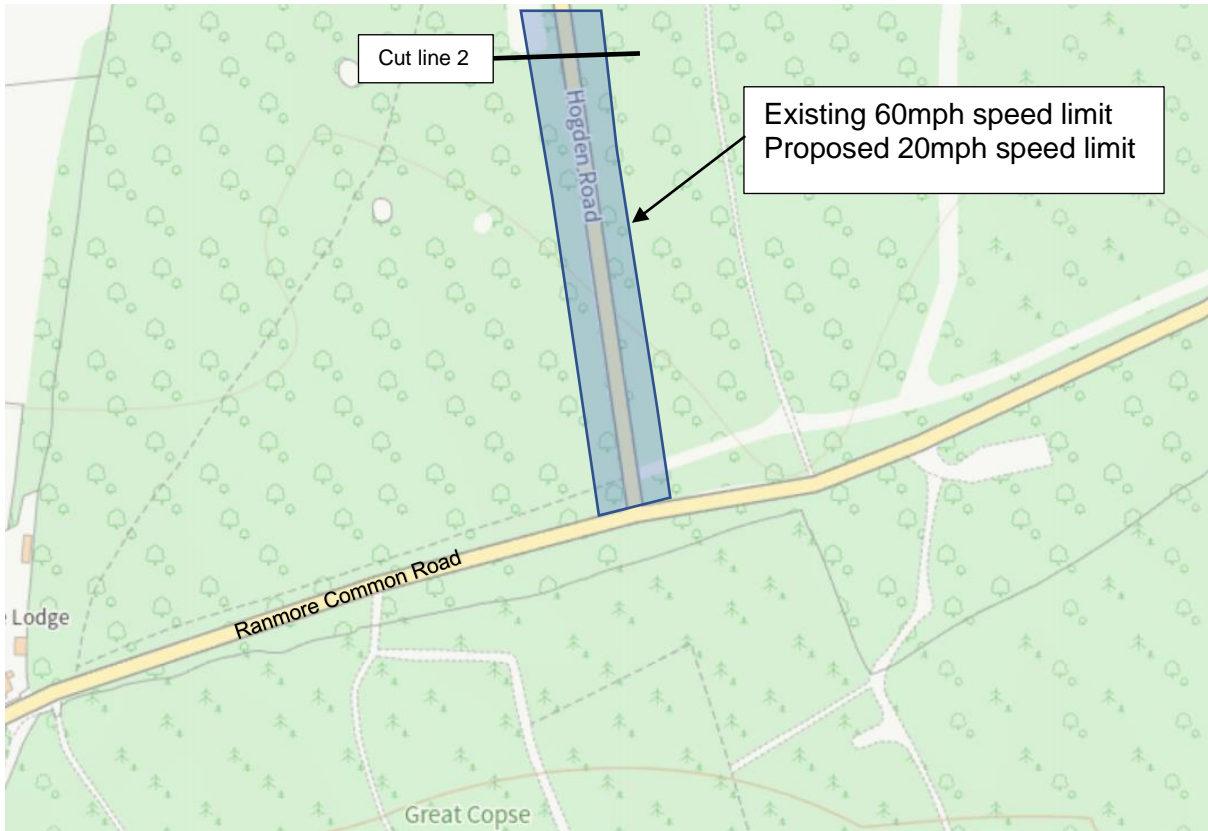 Cut line 2
Hogden Road
Existing 60mph speed limit
Proposed 20mph speed limit
Ranmore Common Road
Lodge
Great Copse